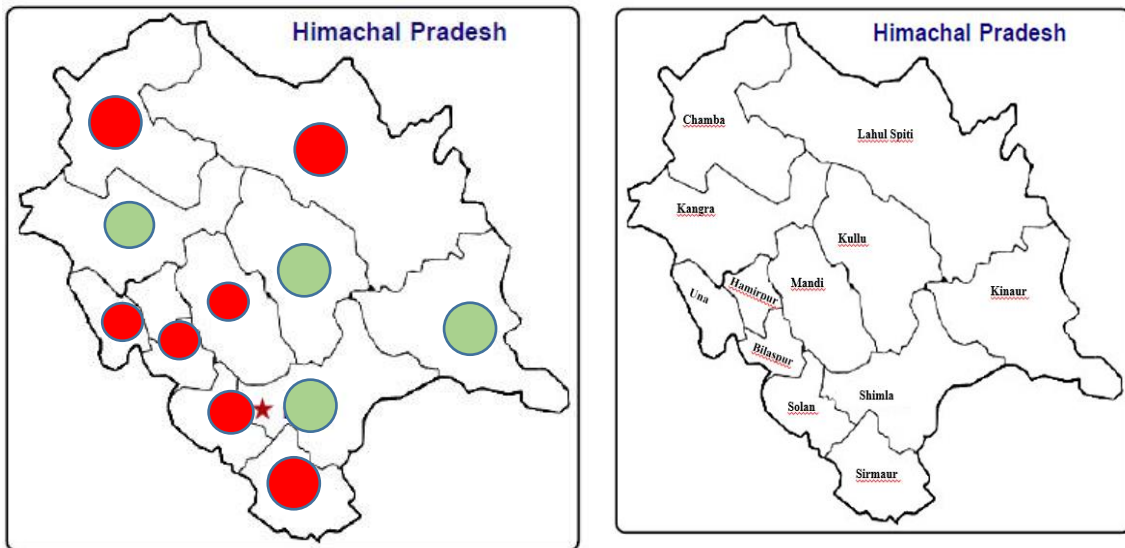 Himachal Pradesh
Himachal Pradesh
Chamba
Lahul Spiti
Kangra
Kullu
Mandi
Hamirpur
Una
Kinaur
Bilaspur
Shimla
Solan
Sirmaur